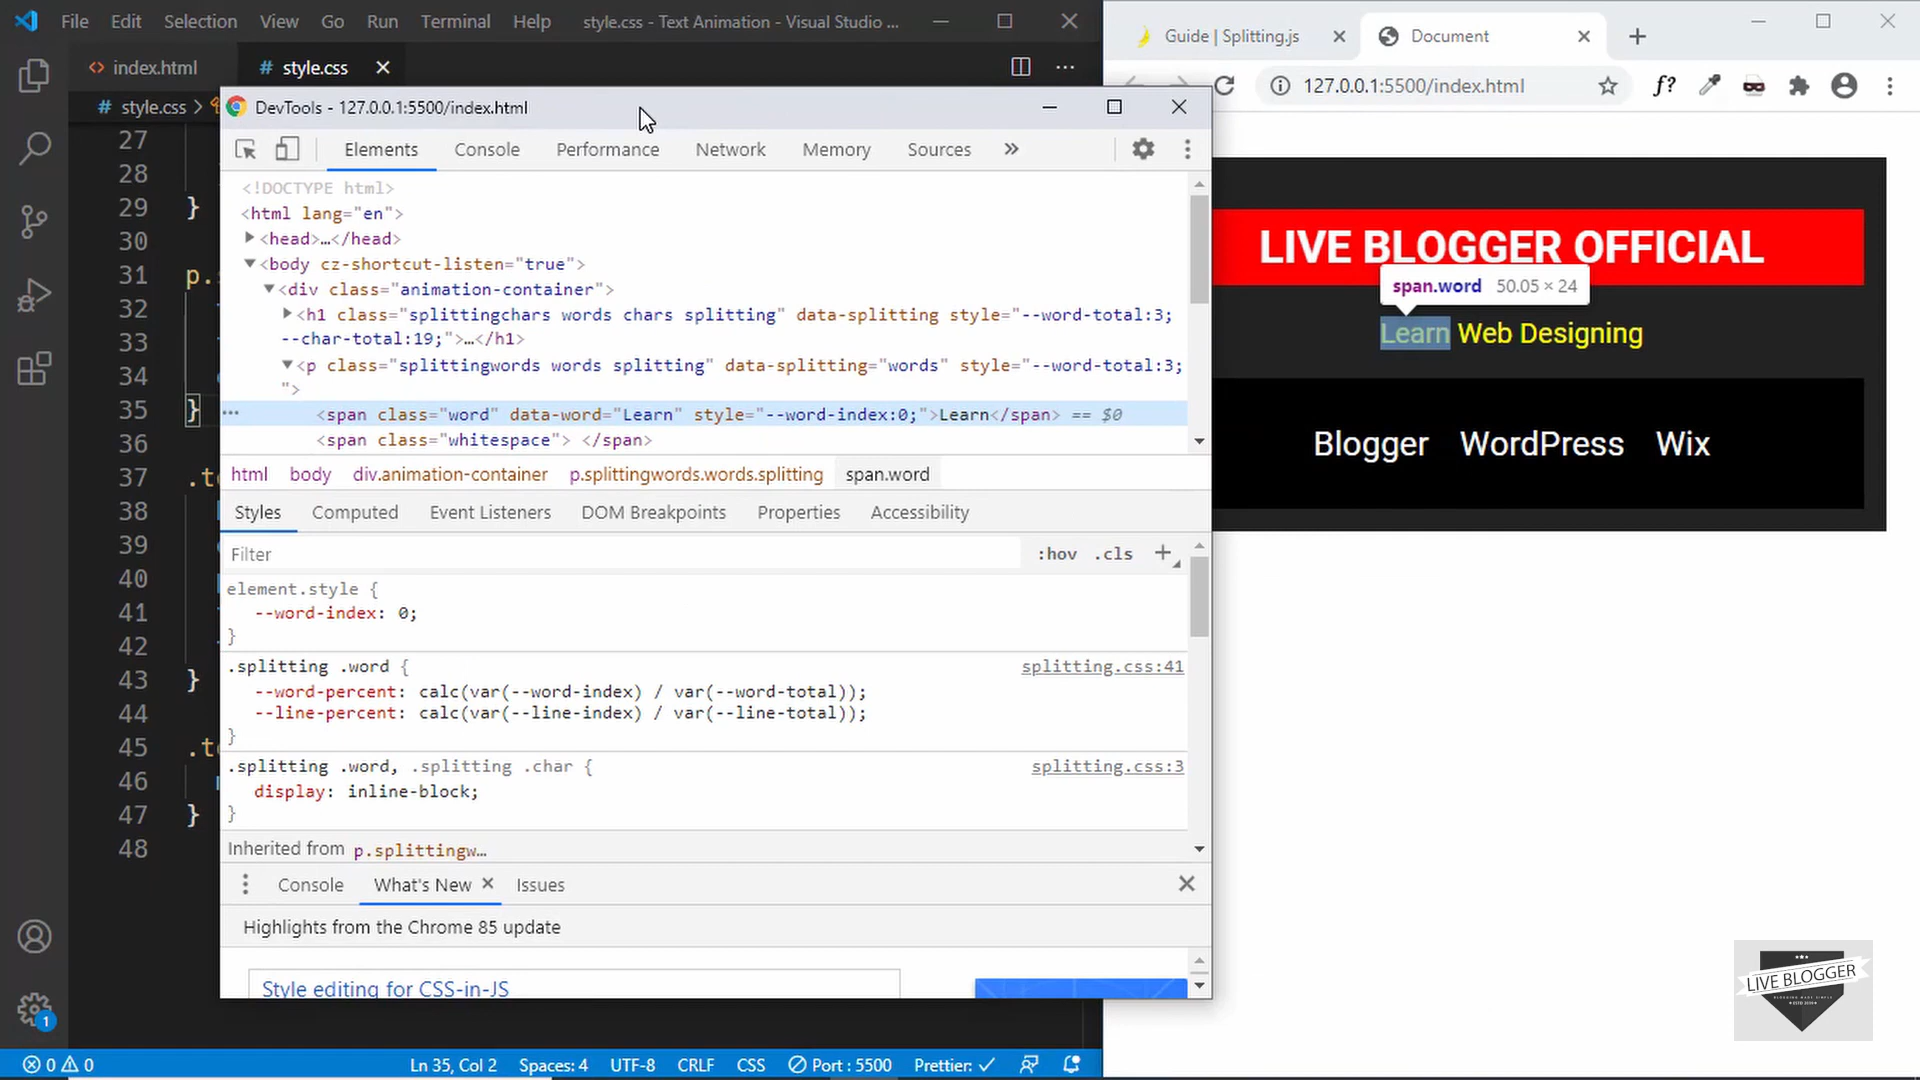 File Edit Selection View Go Run Terminal Help style.css - Text Animation - Visual Studio ...
index.html
# style.css
# style.css >
27
28
29 }
30
31 p.
32
33
34
35 }
36
37 .t
38
39
40
41
42
43 }
44
45 .t
46
47 }
48
1
0 0
Ln 35, Col 2 Spaces: 4 UTF-8 CRLF CSS Port : 5500 Prettier: ✓
DevTools - 127.0.0.1:5500/index.html
Elements Console Performance Network Memory Sources »
<!DOCTYPE html>
<html lang="en">
<head>…</head>
<body cz-shortcut-listen="true">
<div class="animation-container">
<h1 class="splittingchars words chars splitting" data-splitting style="--word-total:3;
--char-total:19;">…</h1>
<p class="splittingwords words splitting" data-splitting="words" style="--word-total:3;
">
<span class="word" data-word="Learn" style="--word-index:0;">Learn</span> == $0
<span class="whitespace"> </span>
html body div.animation-container p.splittingwords.words.splitting span.word
Styles Computed Event Listeners DOM Breakpoints Properties Accessibility
Filter :hov .cls +
element.style {
--word-index: 0;
}
.splitting .word { splitting.css:41
--word-percent: calc(var(--word-index) / var(--word-total));
--line-percent: calc(var(--line-index) / var(--line-total));
}
.splitting .word, .splitting .char { splitting.css:3
display: inline-block;
}
Inherited from p.splittingw…
Console What's New Issues
Highlights from the Chrome 85 update
Style editing for CSS-in-JS
Guide | Splitting.js
Document
127.0.0.1:5500/index.html
f?
LIVE BLOGGER OFFICIAL
span.word 50.05 × 24
Learn Web Designing
Blogger WordPress Wix
LIVE BLOGGER